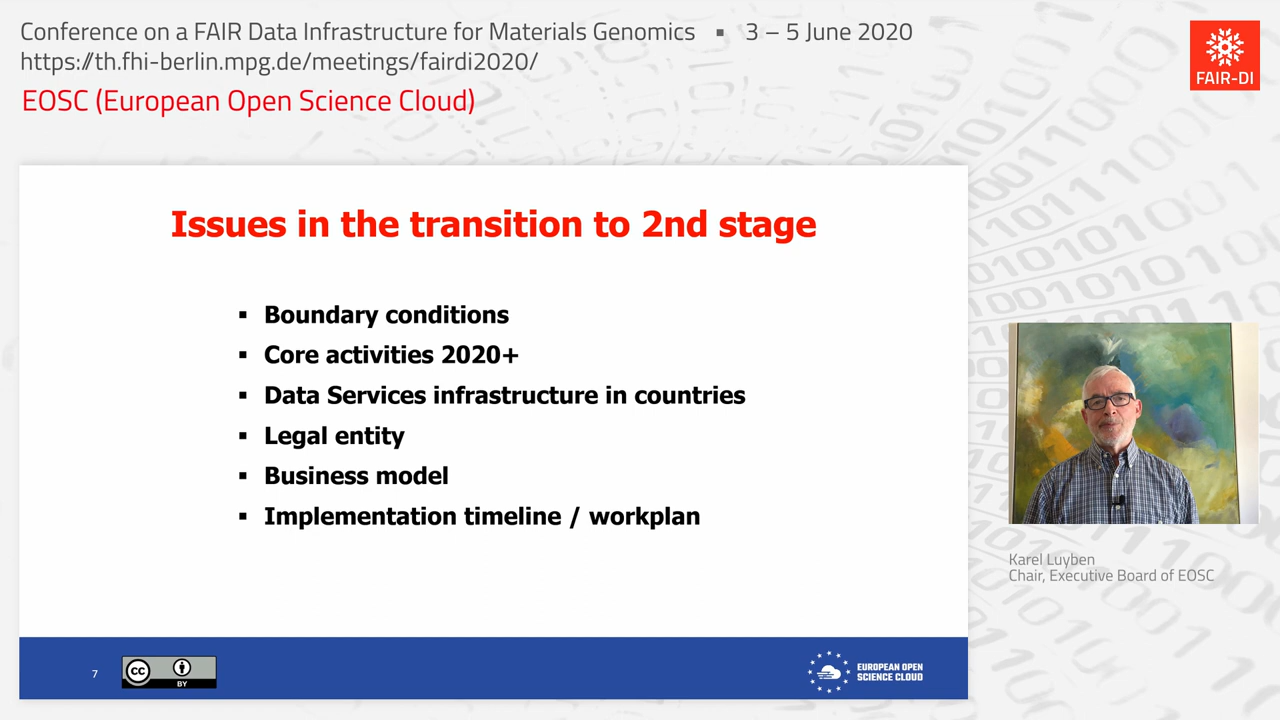 Conference on a FAIR Data Infrastructure for Materials Genomics ▪ 3 – 5 June 2020
https://th.fhi-berlin.mpg.de/meetings/fairdi2020/
EOSC (European Open Science Cloud)
FAIR-DI
Issues in the transition to 2nd stage
▪ Boundary conditions
▪ Core activities 2020+
▪ Data Services infrastructure in countries
▪ Legal entity
▪ Business model
▪ Implementation timeline / workplan
Karel Luyben
Chair, Executive Board of EOSC
7
cc
BY
EUROPEAN OPEN
SCIENCE CLOUD